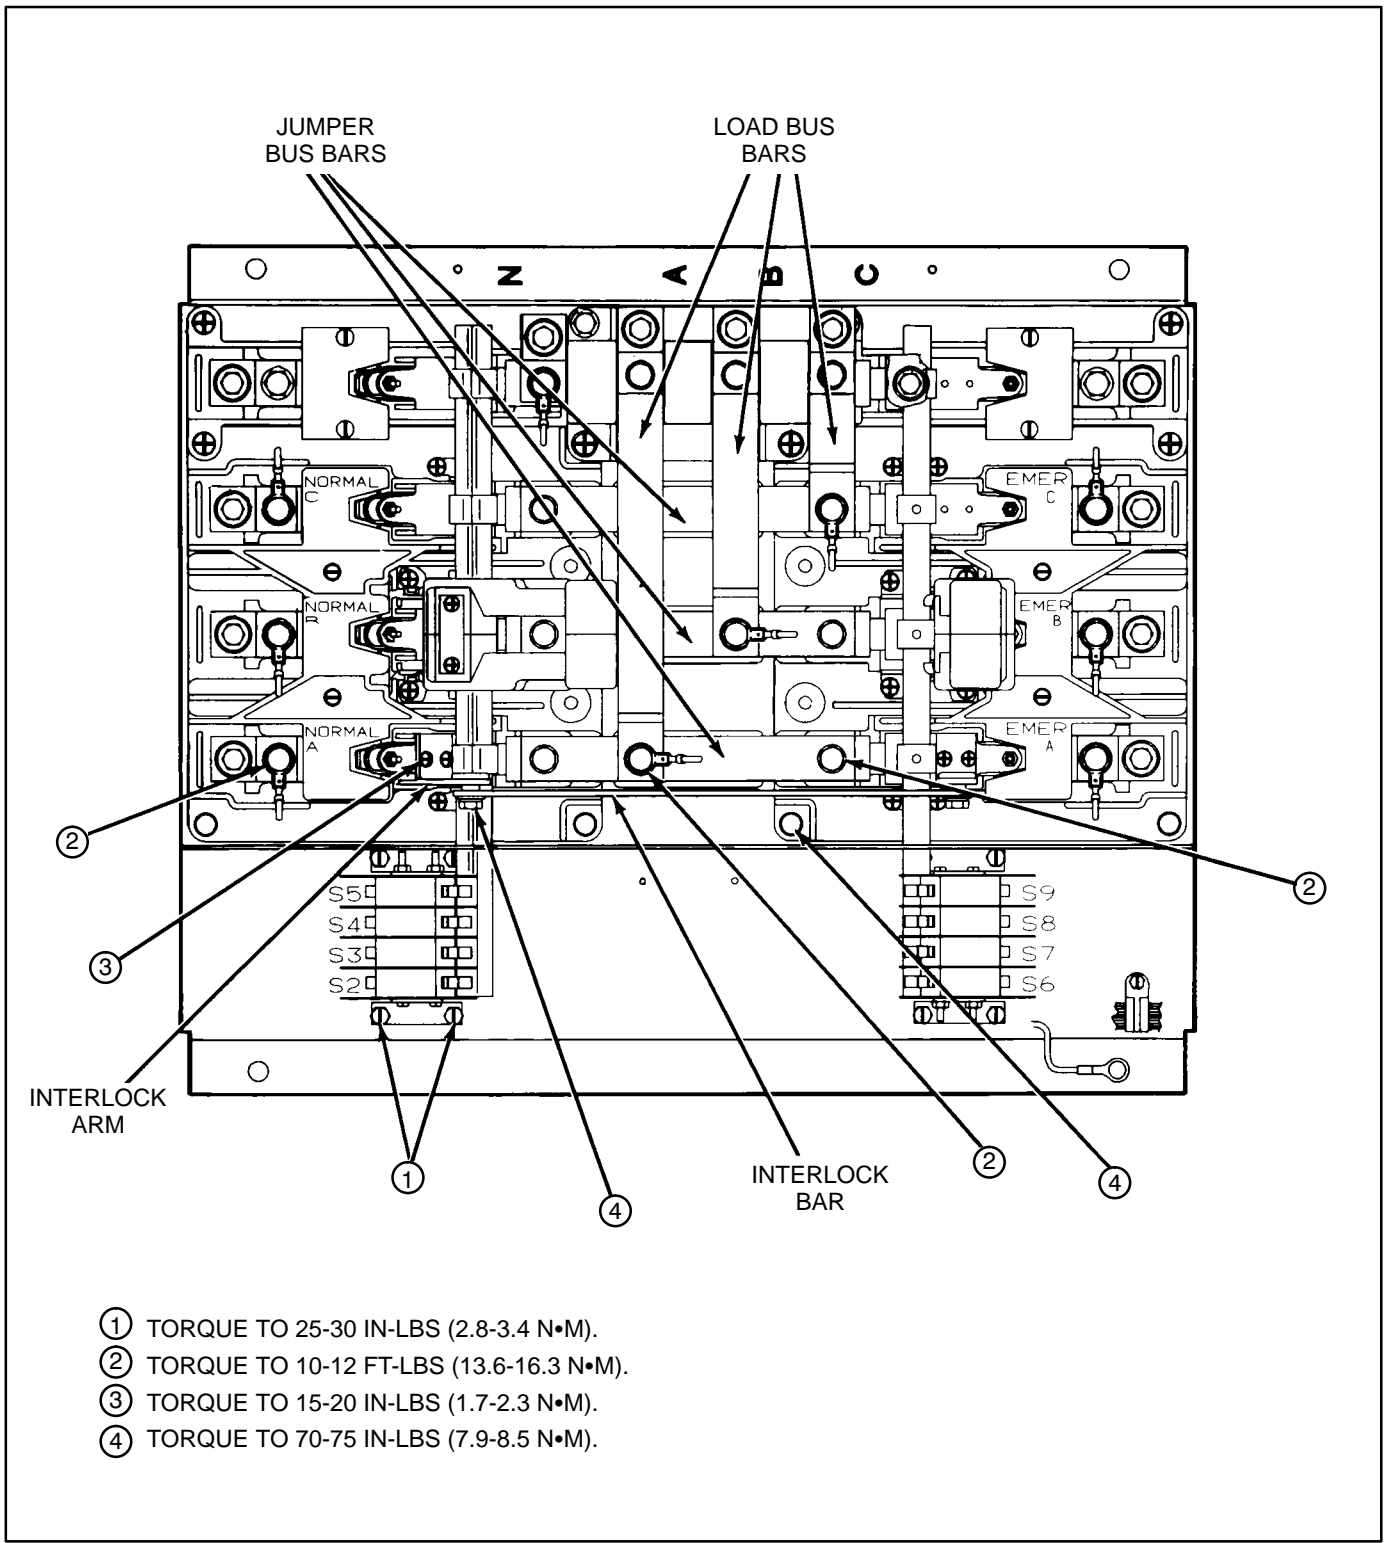 JUMPER
BUS BARS
LOAD BUS
BARS
N A B C
NORMAL
C
EMER
C
NORMAL
B
EMER
B
NORMAL
A
EMER
A
2
2
S5
S9
S4
S8
3
S3
S7
S2
S6
INTERLOCK
ARM
1
4
INTERLOCK
BAR
2
4
1 TORQUE TO 25-30 IN-LBS (2.8-3.4 N•M).
2 TORQUE TO 10-12 FT-LBS (13.6-16.3 N•M).
3 TORQUE TO 15-20 IN-LBS (1.7-2.3 N•M).
4 TORQUE TO 70-75 IN-LBS (7.9-8.5 N•M).